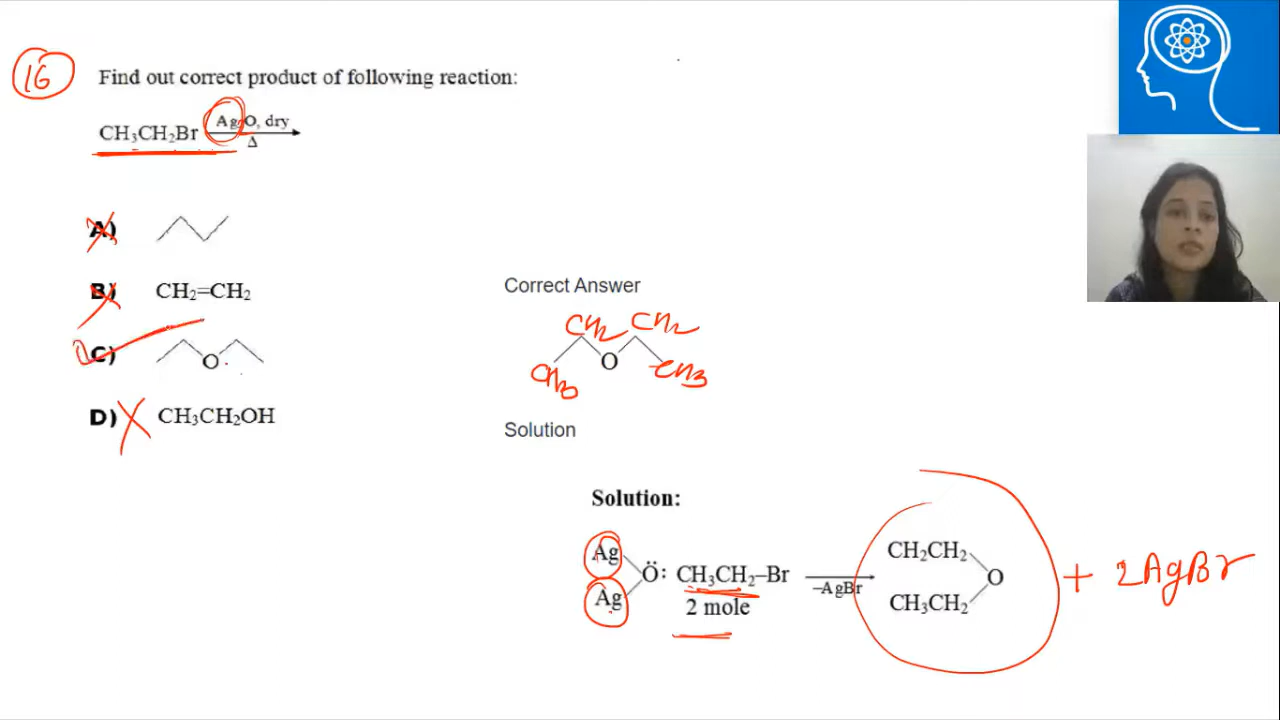 16
Find out correct product of following reaction:
CH₃CH₂Br Ag₂O, dry
Δ
A)
B) CH₂=CH₂
C) O
D) CH₃CH₂OH
Correct Answer
CH₂ CH₂
O
CH₃ CH₃
Solution
Solution:
Ag
Ag
Ö: CH₃CH₂–Br
2 mole
–AgBr
CH₂CH₂
O
CH₃CH₂
+ 2AgBr